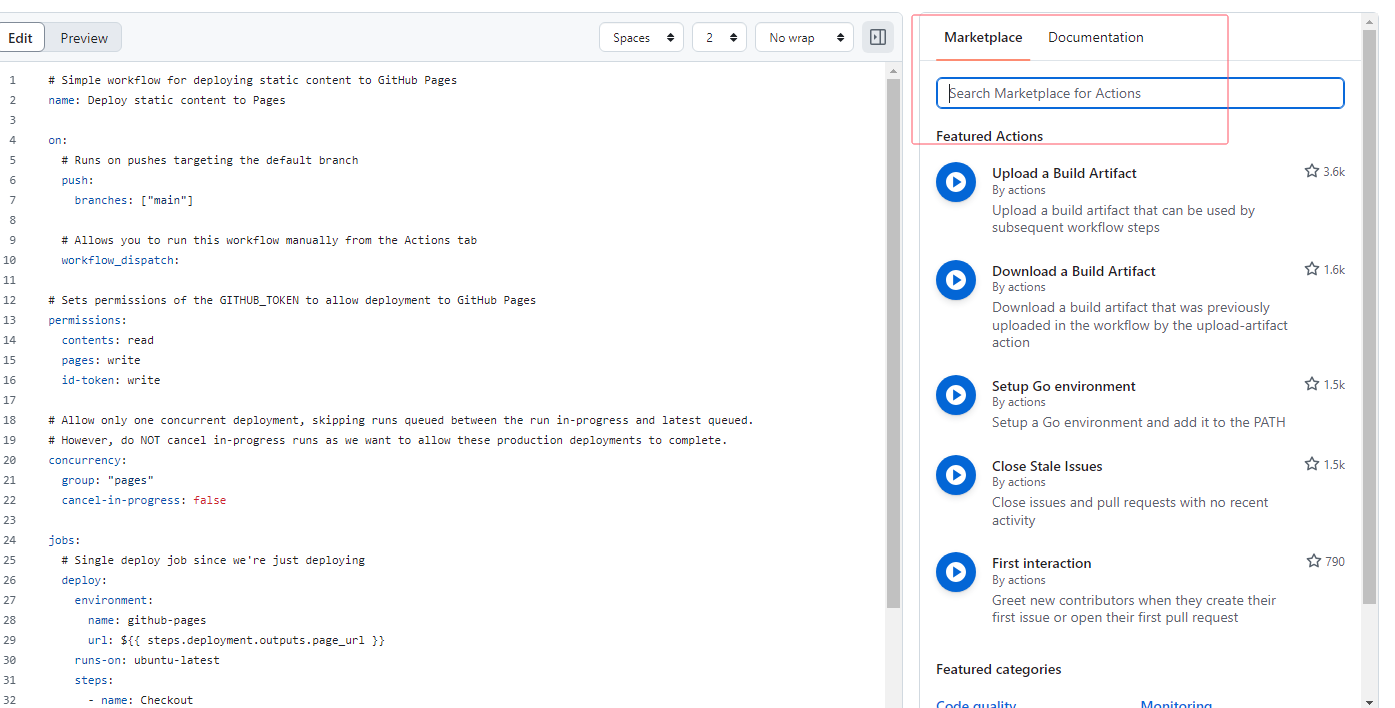 Edit Preview Spaces 2 No wrap
1 # Simple workflow for deploying static content to GitHub Pages
2 name: Deploy static content to Pages
3
4 on:
5   # Runs on pushes targeting the default branch
6   push:
7     branches: ["main"]
8
9   # Allows you to run this workflow manually from the Actions tab
10   workflow_dispatch:
11
12 # Sets permissions of the GITHUB_TOKEN to allow deployment to GitHub Pages
13 permissions:
14   contents: read
15   pages: write
16   id-token: write
17
18 # Allow only one concurrent deployment, skipping runs queued between the run in-progress and latest queued.
19 # However, do NOT cancel in-progress runs as we want to allow these production deployments to complete.
20 concurrency:
21   group: "pages"
22   cancel-in-progress: false
23
24 jobs:
25   # Single deploy job since we're just deploying
26   deploy:
27     environment:
28       name: github-pages
29       url: ${{ steps.deployment.outputs.page_url }}
30     runs-on: ubuntu-latest
31     steps:
32       - name: Checkout
Marketplace Documentation
Search Marketplace for Actions
Featured Actions
Upload a Build Artifact 3.6k
By actions
Upload a build artifact that can be used by
subsequent workflow steps
Download a Build Artifact 1.6k
By actions
Download a build artifact that was previously
uploaded in the workflow by the upload-artifact
action
Setup Go environment 1.5k
By actions
Setup a Go environment and add it to the PATH
Close Stale Issues 1.5k
By actions
Close issues and pull requests with no recent
activity
First interaction 790
By actions
Greet new contributors when they create their
first issue or open their first pull request
Featured categories
Code quality Monitoring